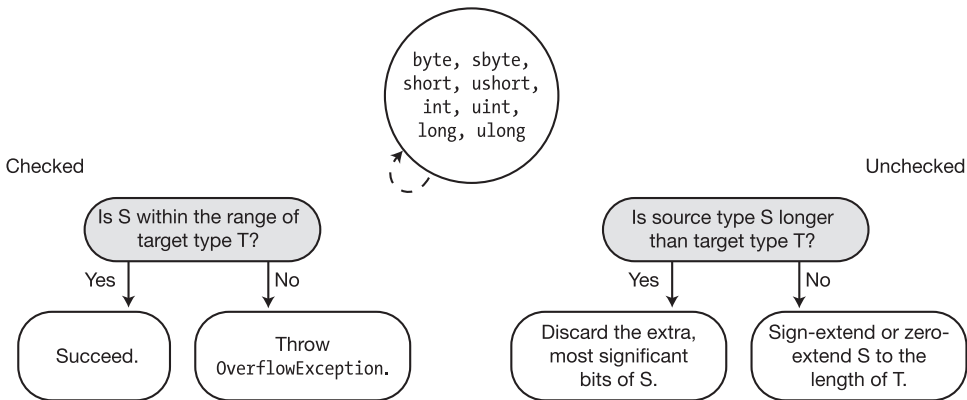 byte, sbyte,
short, ushort,
int, uint,
long, ulong
Checked
Unchecked
Is S within the range of
target type T?
Yes
No
Succeed.
Throw
OverflowException.
Is source type S longer
than target type T?
Yes
No
Discard the extra,
most significant
bits of S.
Sign-extend or zero-
extend S to the
length of T.